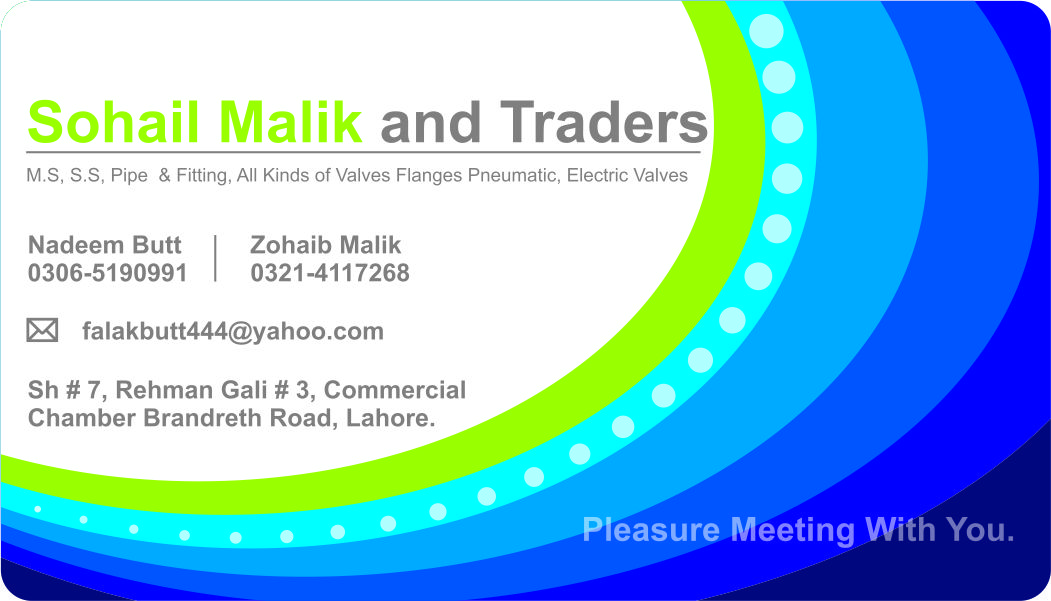 Sohail Malik and Traders
M.S, S.S, Pipe & Fitting, All Kinds of Valves Flanges Pneumatic, Electric Valves
Nadeem Butt | Zohaib Malik
0306-5190991 | 0321-4117268
falakbutt444@yahoo.com
Sh # 7, Rehman Gali # 3, Commercial
Chamber Brandreth Road, Lahore.
Pleasure Meeting With You.